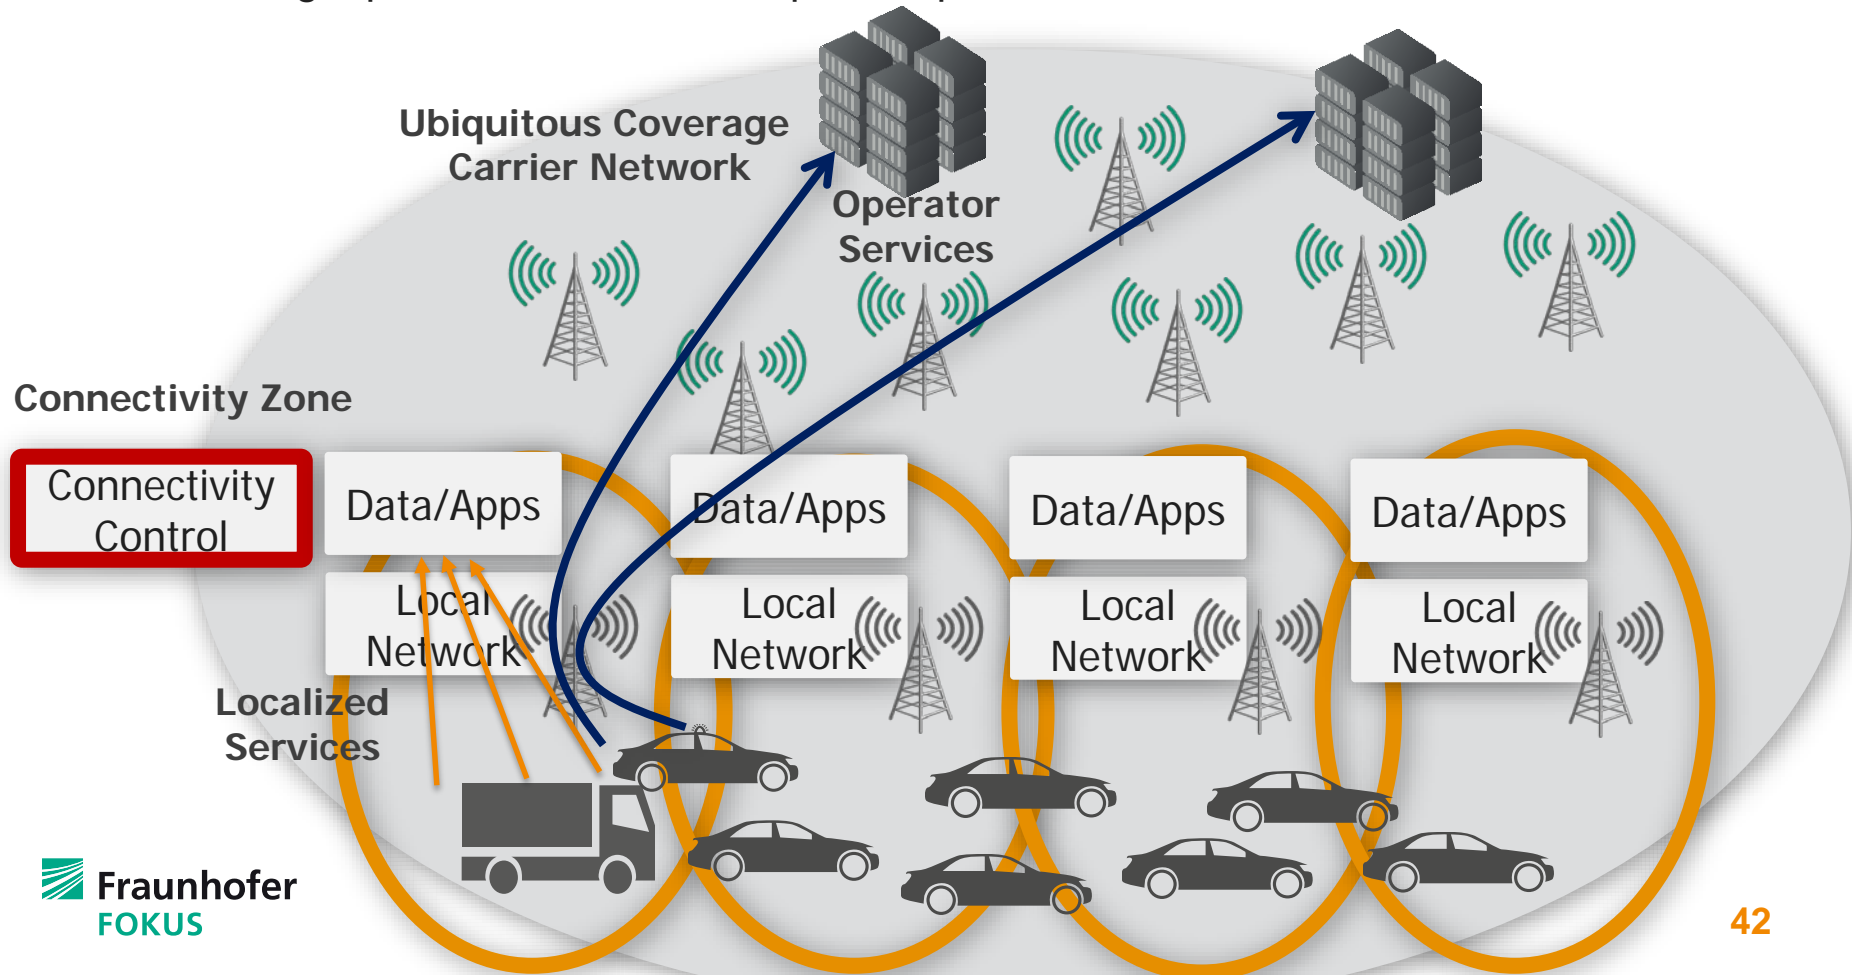 Ubiquitous Coverage
Carrier Network
Operator
Services
Connectivity Zone
Connectivity
Control
Data/Apps
Data/Apps
Data/Apps
Data/Apps
Local
Network
Local
Network
Local
Network
Local
Network
Localized
Services
Fraunhofer
FOKUS
42